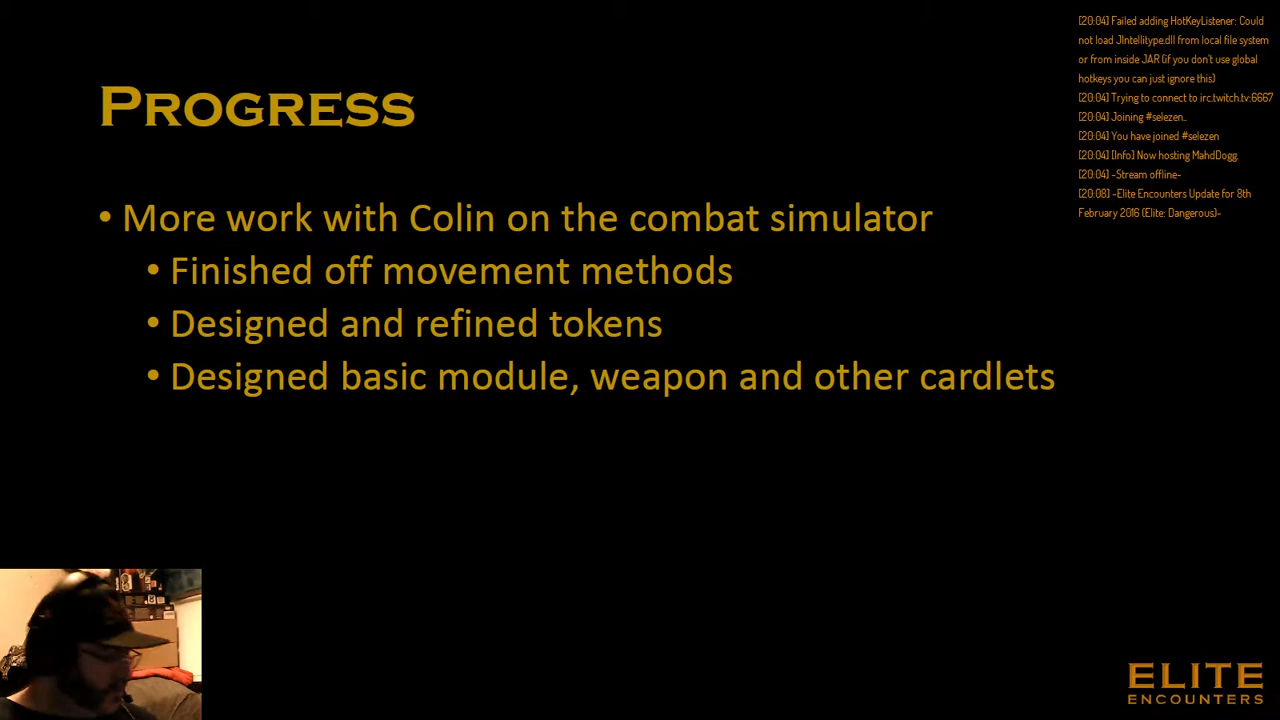 PROGRESS
• More work with Colin on the combat simulator
• Finished off movement methods
• Designed and refined tokens
• Designed basic module, weapon and other cardlets
[20:04] Failed adding HotKeyListener: Could
not load JIntellitype.dll from local file system
or from inside JAR (if you don't use global
hotkeys you can just ignore this)
[20:04] Trying to connect to irc.twitch.tv:6667
[20:04] Joining #selezen..
[20:04] You have joined #selezen
[20:04] [Info] Now hosting MahdDogg.
[20:04] ~Stream offline~
[20:08] ~Elite Encounters Update for 8th
February 2016 (Elite: Dangerous)~
ELITE
ENCOUNTERS